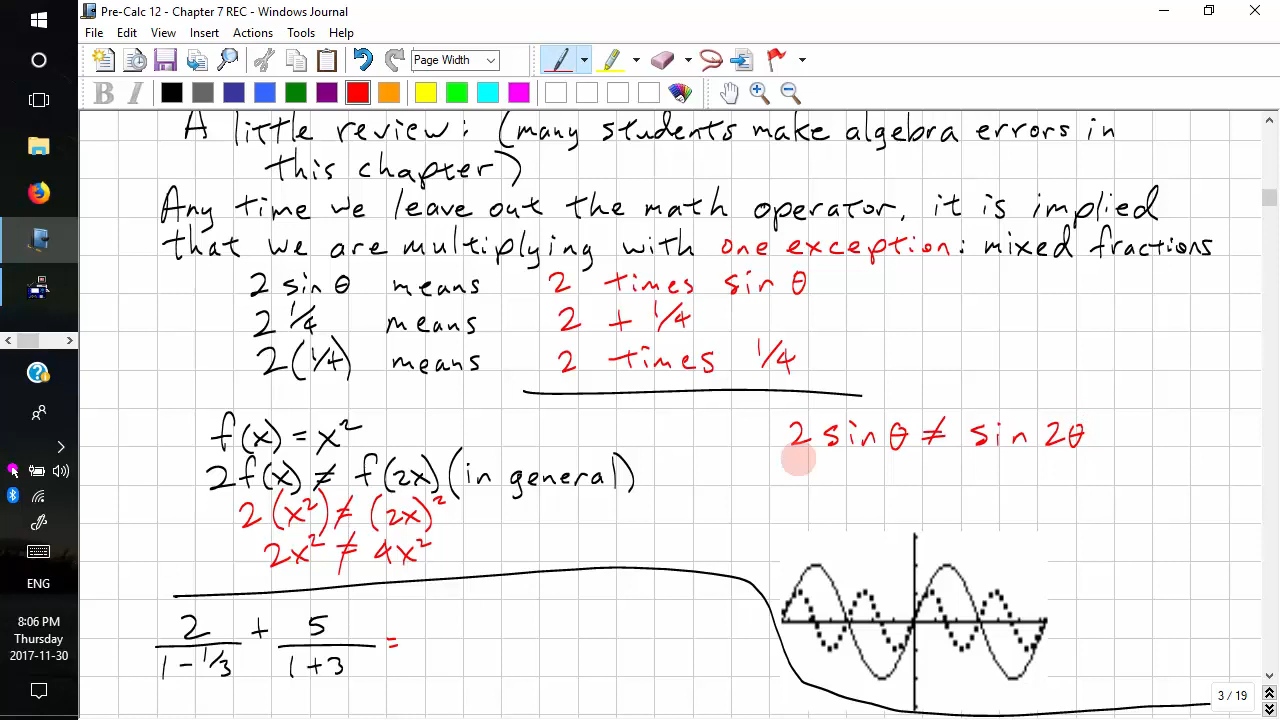 Pre-Calc 12 - Chapter 7 REC - Windows Journal
File Edit View Insert Actions Tools Help
Page Width
B I
A little review: (many students make algebra errors in
this chapter)
Any time we leave out the math operator, it is implied
that we are multiplying with one exception: mixed fractions
2 sin θ means 2 times sin θ
2 1/4 means 2 + 1/4
2(1/4) means 2 times 1/4
f(x) = x²
2 sin θ ≠ sin 2θ
2f(x) ≠ f(2x) (in general)
2(x²) ≠ (2x)²
2x² ≠ 4x²
2 / (1 - 1/3) + 5 / (1 + 3) =
ENG
8:06 PM
Thursday
2017-11-30
3 / 19